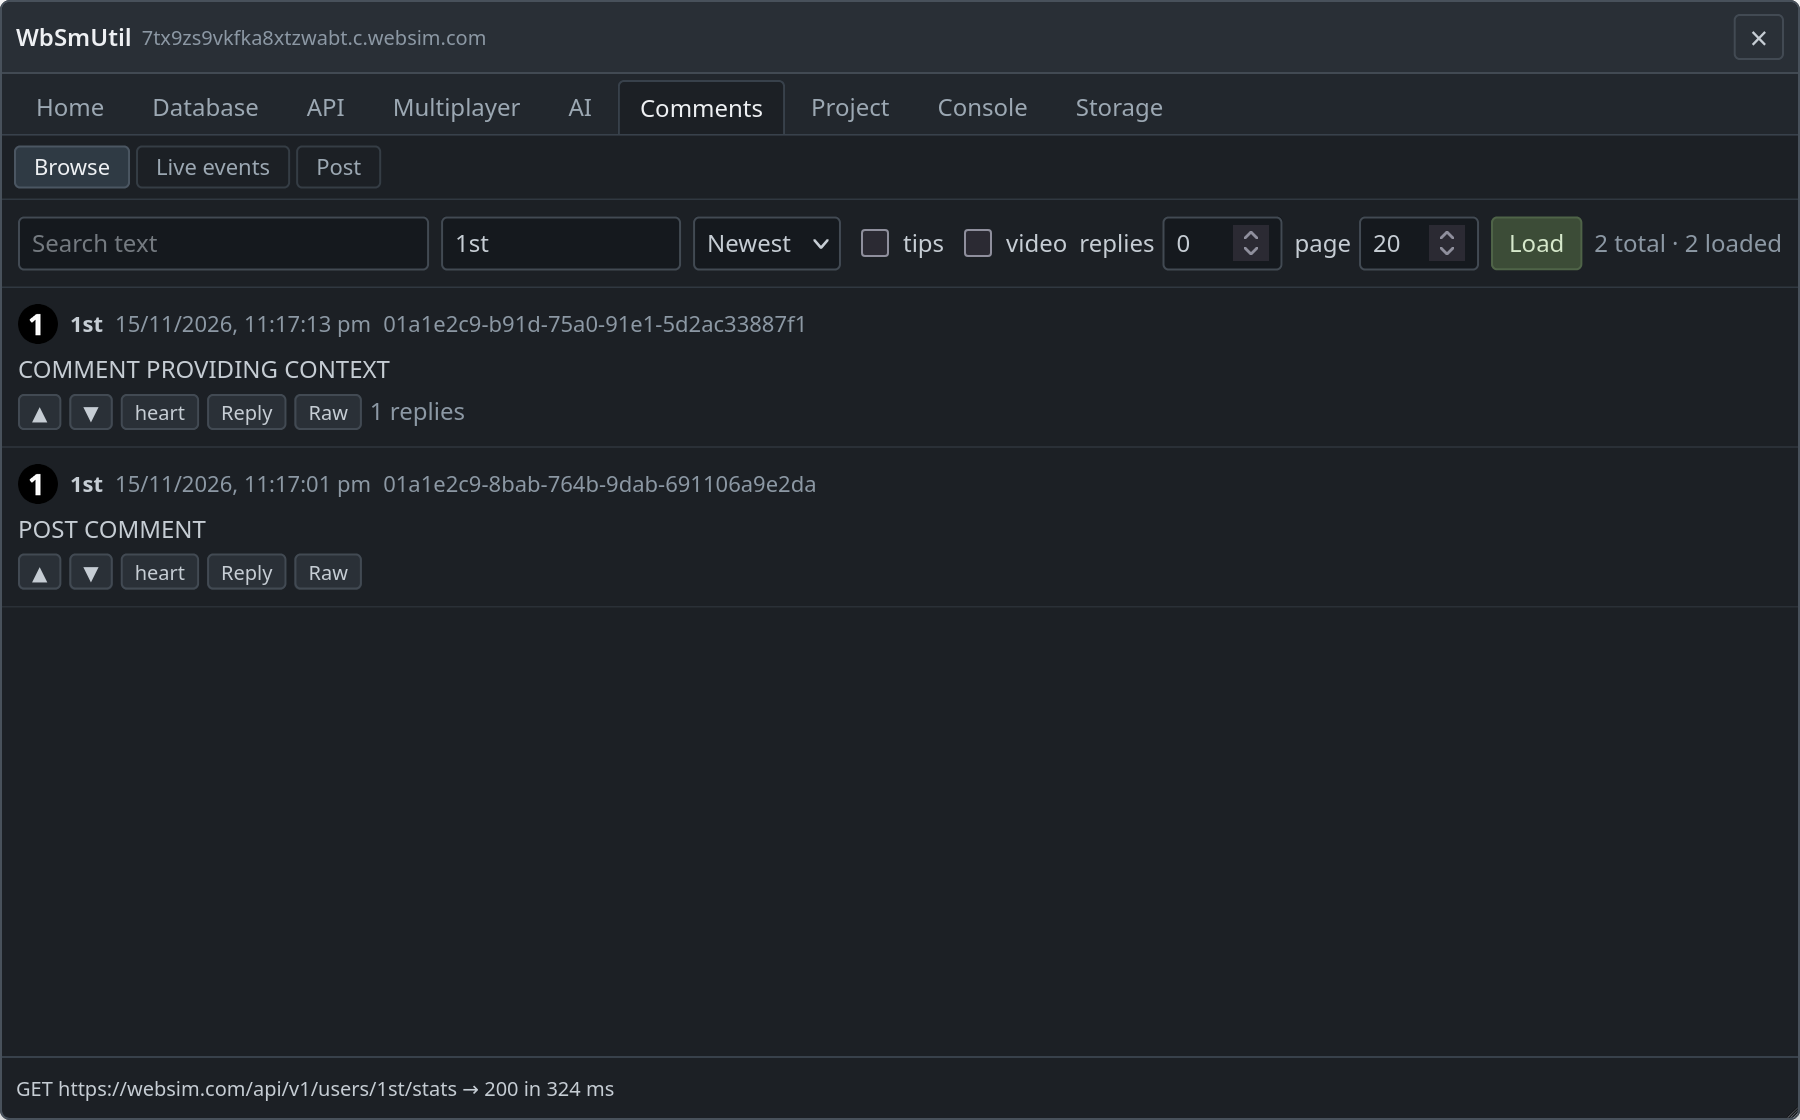 WbSmUtil 7tx9zs9vkfka8xtzwabt.c.websim.com ×
Home Database API Multiplayer AI Comments Project Console Storage
Browse Live events Post
Search text 1st Newest tips video replies 0 page 20 Load 2 total · 2 loaded
1 1st 15/11/2026, 11:17:13 pm 01a1e2c9-b91d-75a0-91e1-5d2ac33887f1
COMMENT PROVIDING CONTEXT
▲ ▼ heart Reply Raw 1 replies
1 1st 15/11/2026, 11:17:01 pm 01a1e2c9-8bab-764b-9dab-691106a9e2da
POST COMMENT
▲ ▼ heart Reply Raw
GET https://websim.com/api/v1/users/1st/stats → 200 in 324 ms